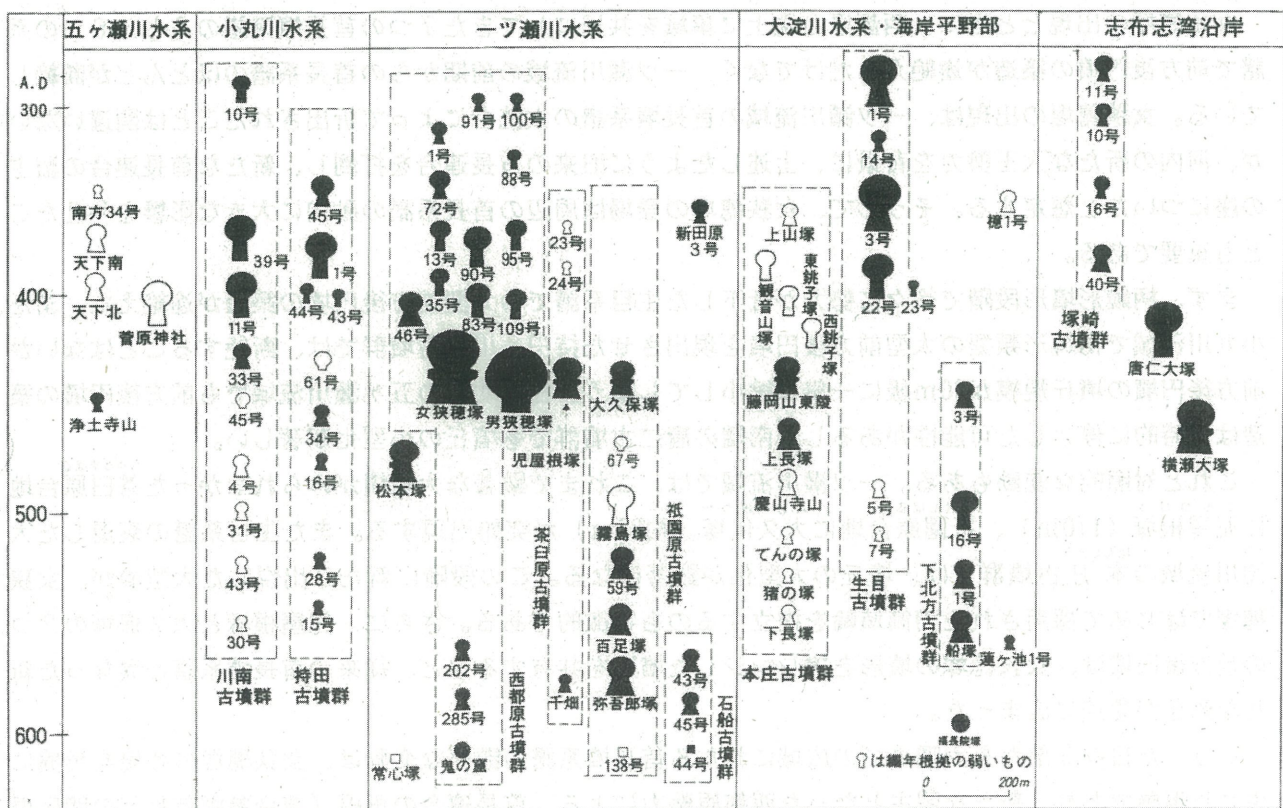 五ヶ瀬川水系
小丸川水系
一ツ瀬川水系
大淀川水系・海岸平野部
志布志湾沿岸
A.D
300
400
500
600
南方34号
天下南
天下北
菅原神社
浄土寺山
10号
39号
11号
33号
45号
4号
31号
43号
30号
川南
古墳群
45号
1号
44号
43号
61号
34号
16号
28号
15号
持田
古墳群
91号
100号
1号
88号
72号
13号
90号
95号
35号
83号
109号
46号
女狭穂塚
男狭穂塚
松本塚
202号
285号
鬼の窟
常心塚
西都原古墳群
23号
24号
児屋根塚
千畑
茶臼原古墳群
大久保塚
67号
霧島塚
59号
百足塚
弥吾郎塚
138号
祇園原古墳群
新田原
3号
43号
45号
44号
石船古墳群
上山塚
東銚子塚
観音山塚
西銚子塚
藤岡山東陵
上長塚
慶山寺山
てんの塚
猪の塚
下長塚
本庄古墳群
1号
14号
3号
22号
23号
5号
7号
生目
古墳群
檍1号
3号
16号
1号
船塚
下北方古墳群
蓮ヶ池1号
福長院塚
11号
10号
16号
40号
塚崎
古墳群
唐仁大塚
横瀬大塚
は編年根拠の弱いもの
0
200m